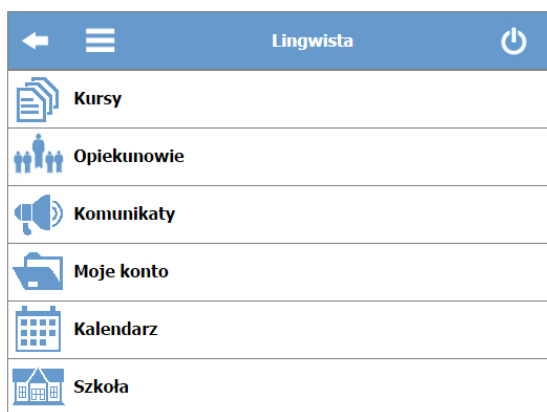 Lingwista
Kursy
Opiekunowie
Komunikaty
Moje konto
Kalendarz
Szkoła